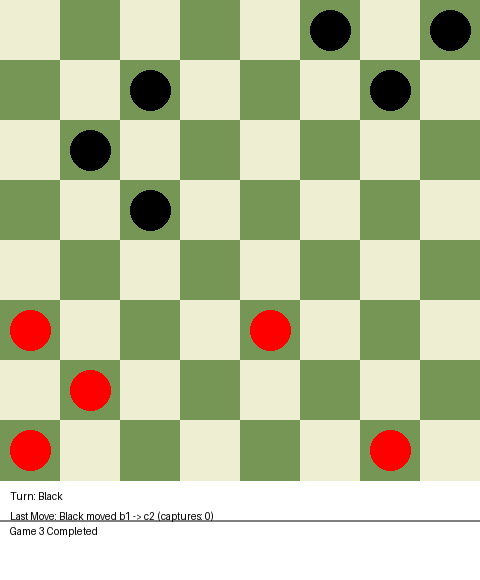 Turn: Black
Last Move: Black moved b1 -> c2 (captures: 0)
Game 3 Completed